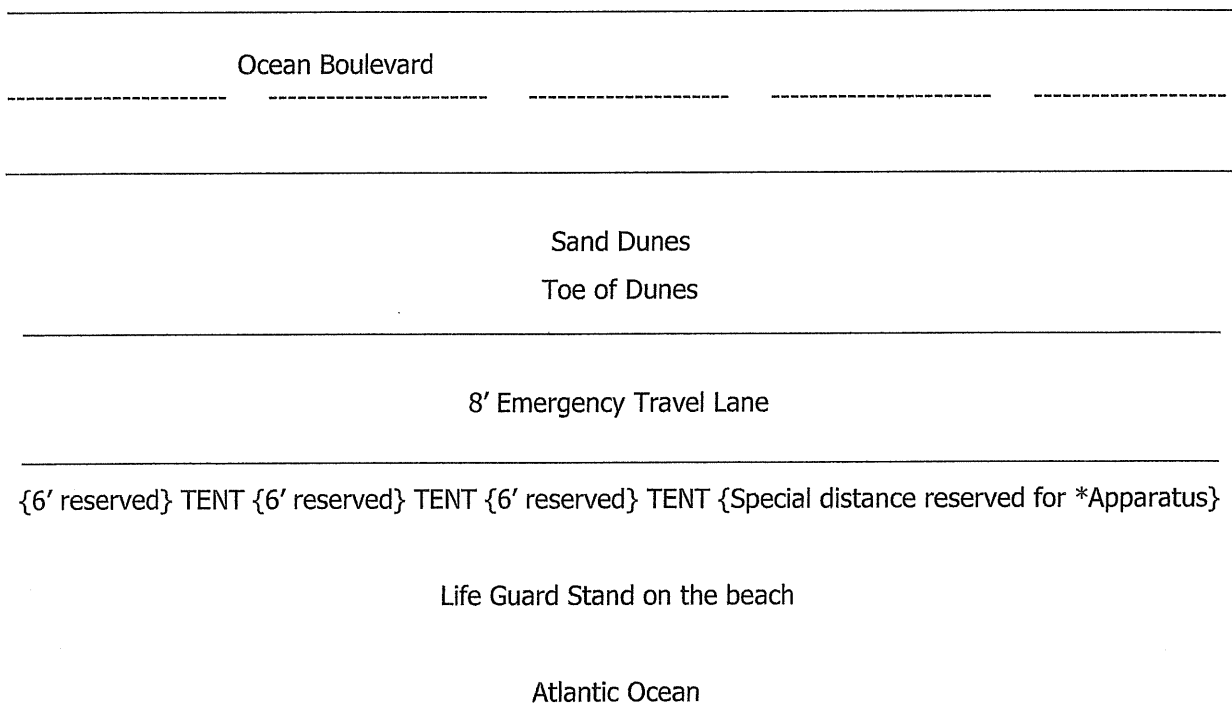 Ocean Boulevard
Sand Dunes
Toe of Dunes
8' Emergency Travel Lane
{6' reserved} TENT {6' reserved} TENT {6' reserved} TENT {Special distance reserved for *Apparatus}
Life Guard Stand on the beach
Atlantic Ocean